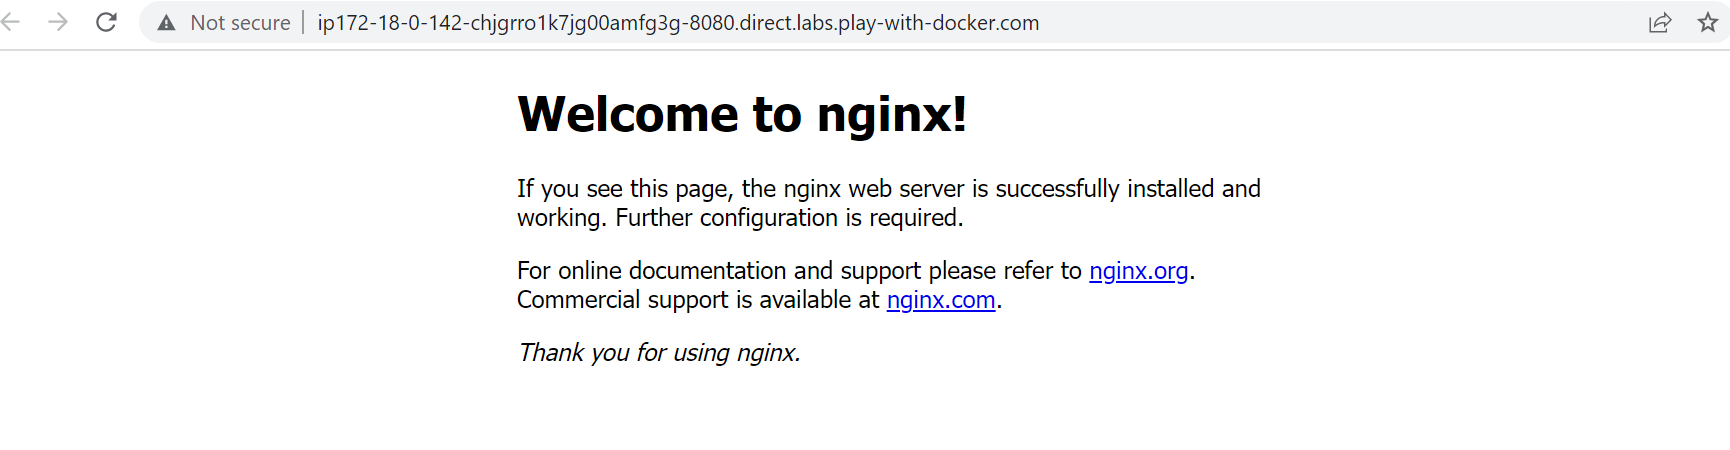 Not secure | ip172-18-0-142-chjgrro1k7jg00amfg3g-8080.direct.labs.play-with-docker.com
Welcome to nginx!
If you see this page, the nginx web server is successfully installed and
working. Further configuration is required.
For online documentation and support please refer to nginx.org.
Commercial support is available at nginx.com.
Thank you for using nginx.